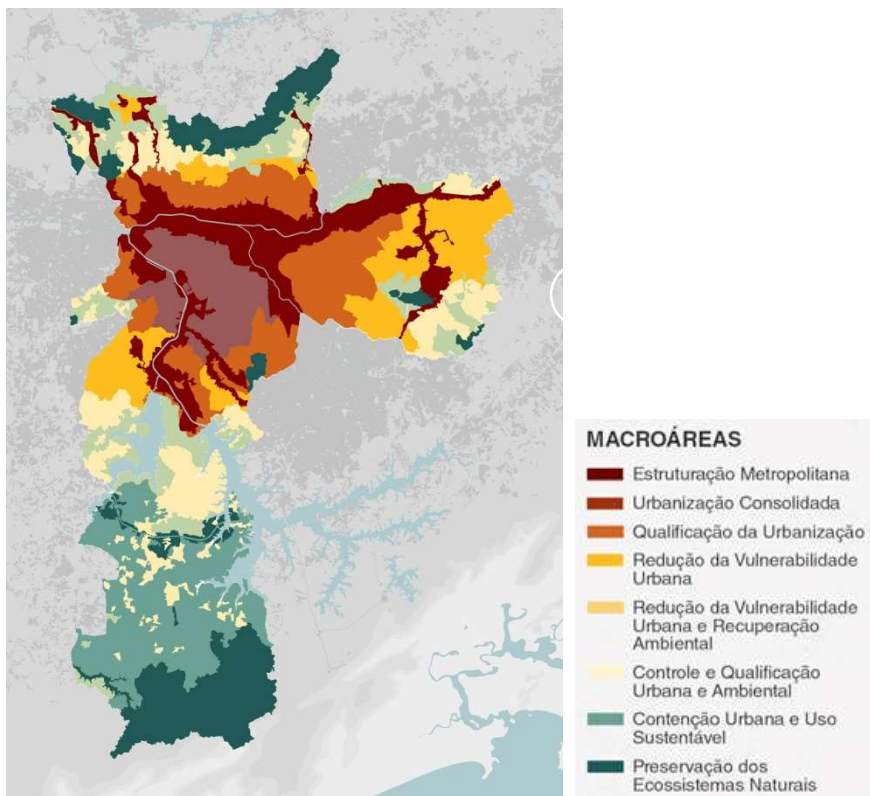 MACROÁREAS
Estruturação Metropolitana
Urbanização Consolidada
Qualificação da Urbanização
Redução da Vulnerabilidade
Urbana
Redução da Vulnerabilidade
Urbana e Recuperação
Ambiental
Controle e Qualificação
Urbana e Ambiental
Contenção Urbana e Uso
Sustentável
Preservação dos
Ecossistemas Naturais